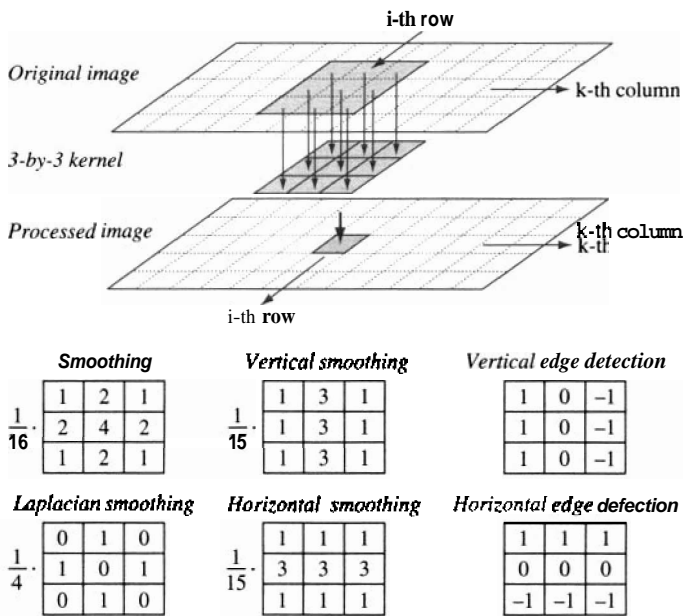 i-th row
Original image
k-th column
3-by-3 kernel
Processed image
k-th column
k-th
i-th row
Smoothing
1/16 ·
1 2 1
2 4 2
1 2 1
Vertical smoothing
1/15 ·
1 3 1
1 3 1
1 3 1
Vertical edge detection
1 0 –1
1 0 –1
1 0 –1
Laplacian smoothing
1/4 ·
0 1 0
1 0 1
0 1 0
Horizontal smoothing
1/15 ·
1 1 1
3 3 3
1 1 1
Horizontal edge defection
1 1 1
0 0 0
–1 –1 –1